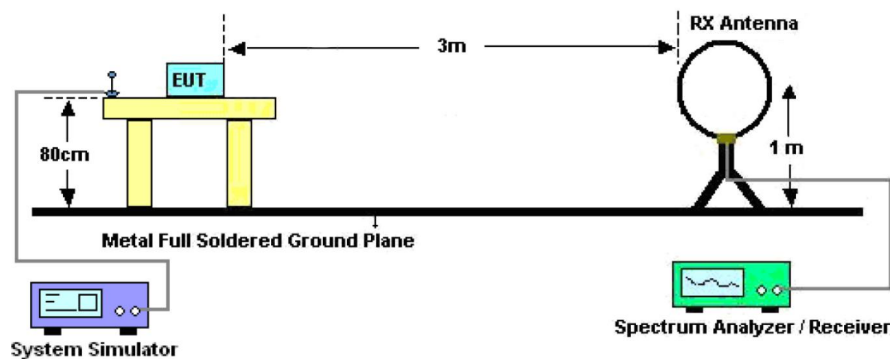 RX Antenna
3m
EUT
80cm
1 m
Metal Full Soldered Ground Plane
System Simulator
Spectrum Analyzer / Receiver